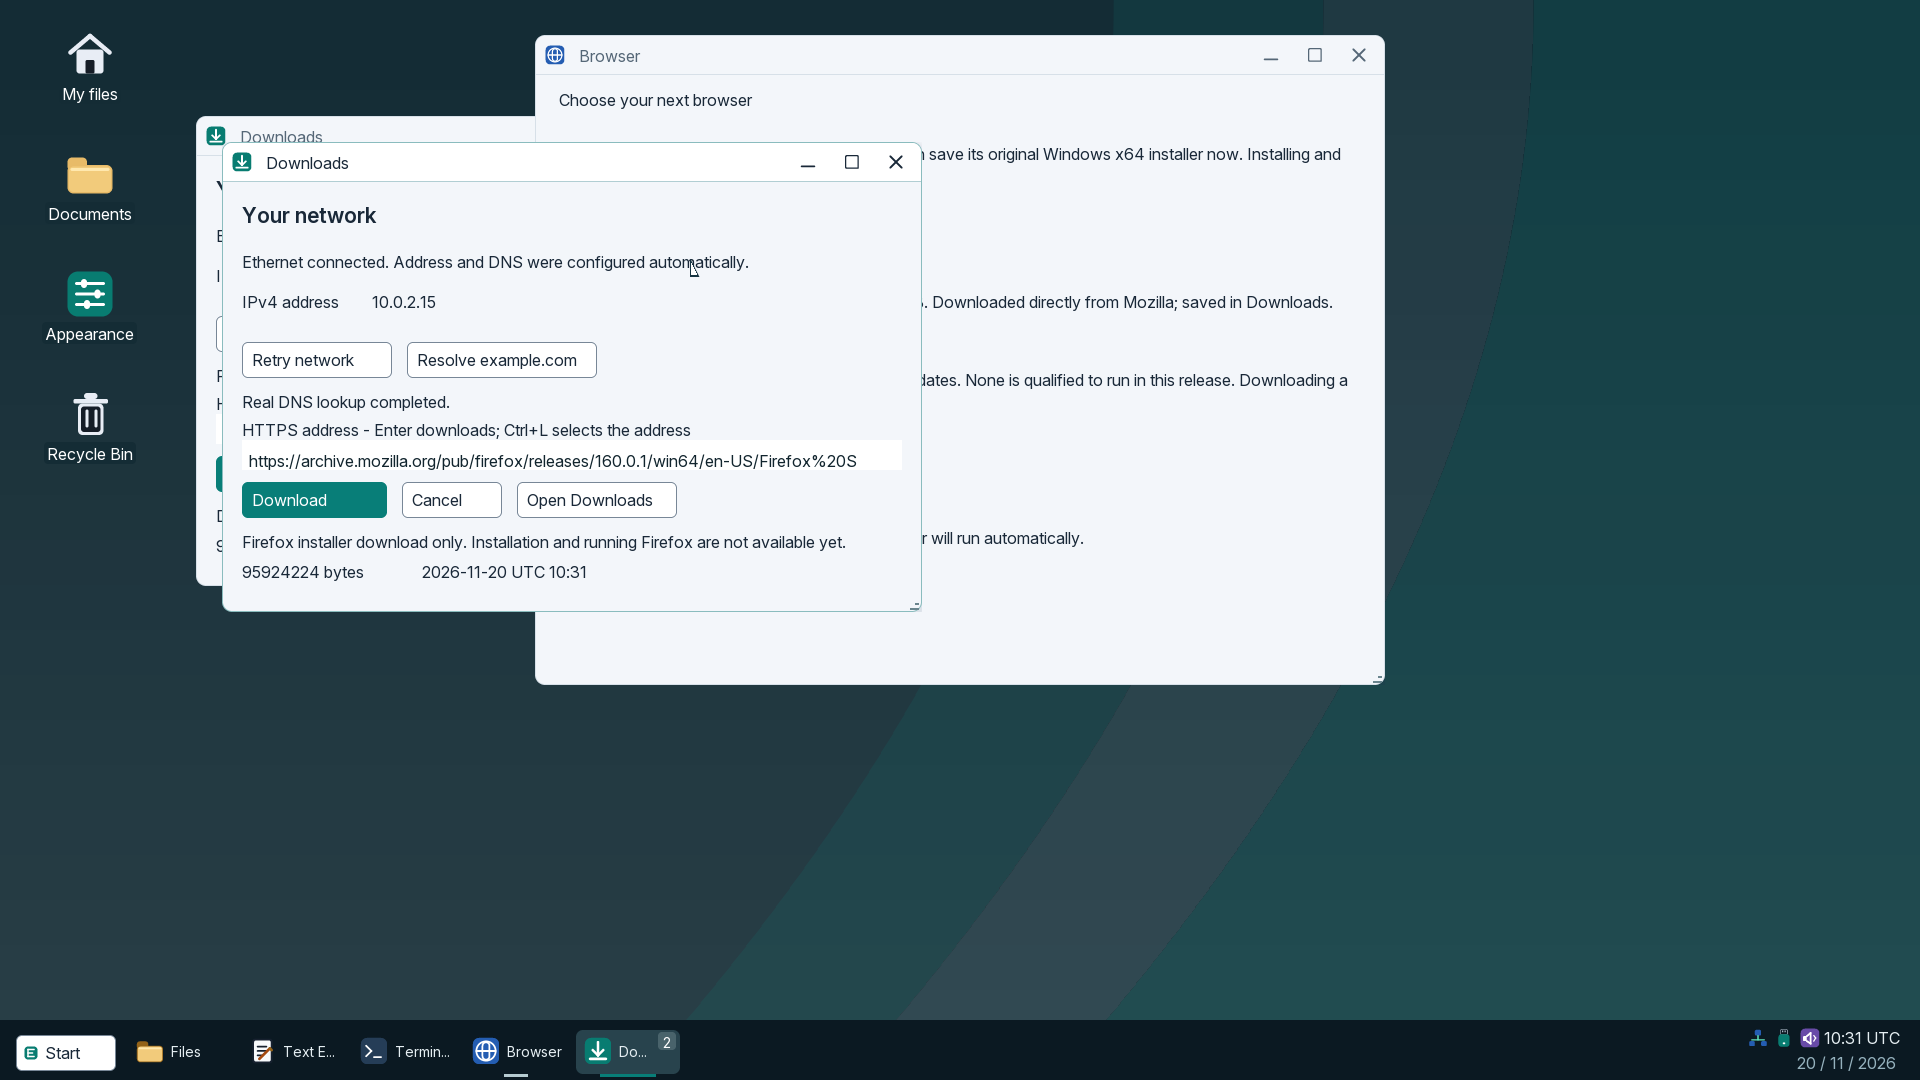 My files
Documents
Appearance
Recycle Bin
Browser
Choose your next browser
save its original Windows x64 installer now. Installing and
. Downloaded directly from Mozilla; saved in Downloads.
None is qualified to run in this release. Downloading a
will run automatically.
Downloads
Downloads
Your network
Ethernet connected. Address and DNS were configured automatically.
IPv4 address 10.0.2.15
Retry network Resolve example.com
Real DNS lookup completed.
HTTPS address - Enter downloads; Ctrl+L selects the address
https://archive.mozilla.org/pub/firefox/releases/160.0.1/win64/en-US/Firefox%20S
Download Cancel Open Downloads
Firefox installer download only. Installation and running Firefox are not available yet.
95924224 bytes 2026-11-20 UTC 10:31
Start Files Text E... Termin... Browser Do... 2
10:31 UTC
20 / 11 / 2026